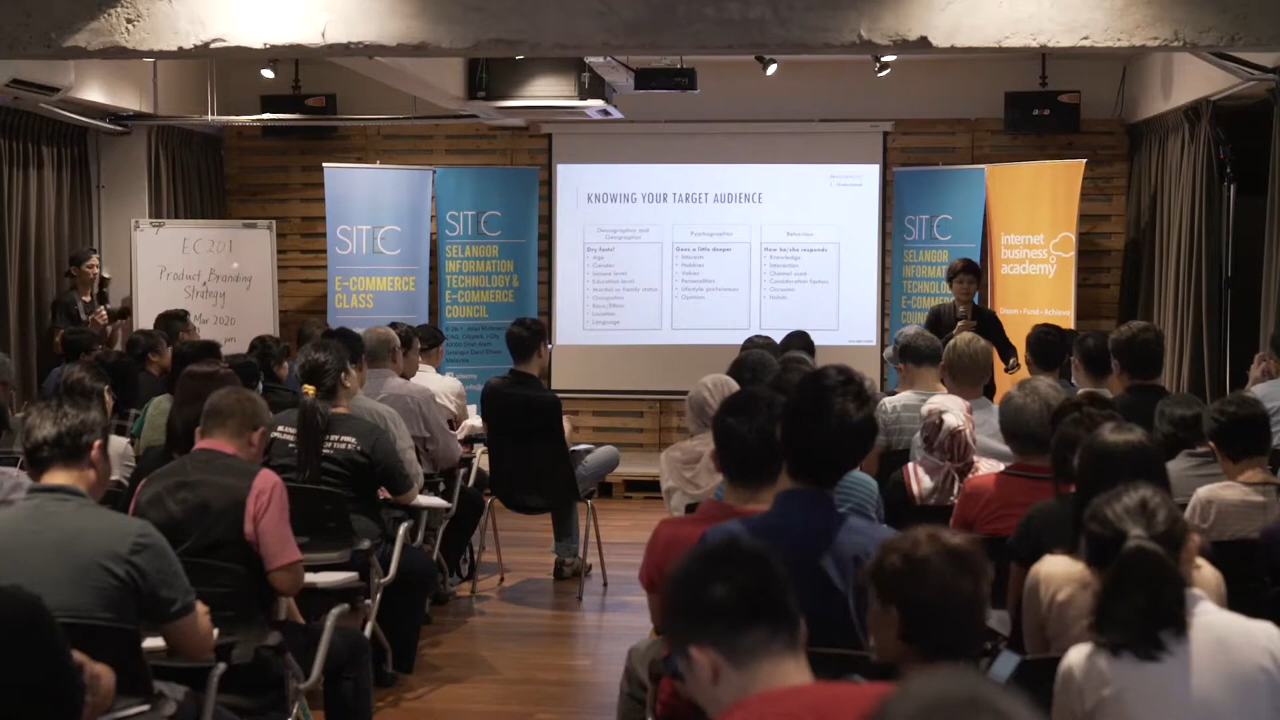 EC201
Product Branding
Strategy
Mar 2020
pm
SITEC
E-COMMERCE
CLASS
SITEC
SELANGOR
INFORMATION
TECHNOLOGY &
E-COMMERCE
COUNCIL
KNOWING YOUR TARGET AUDIENCE
Demographics and
Geographics
Dry facts!
• Age
• Gender
• Income level
• Education level
• Marital or family status
• Occupation
• Race/Ethnic
• Location
• Language
Psychographics
Goes a little deeper
• Interests
• Hobbies
• Values
• Personalities
• Lifestyle preferences
• Opinions
Behaviour
How he/she responds
• Knowledge
• Interaction
• Channel used
• Consideration factors
• Occasion
• Habits
SITEC
SELANGOR
INFORMATION
TECHNOLOGY
E-COMMERCE
internet
business
academy
Dream • Fund • Achieve